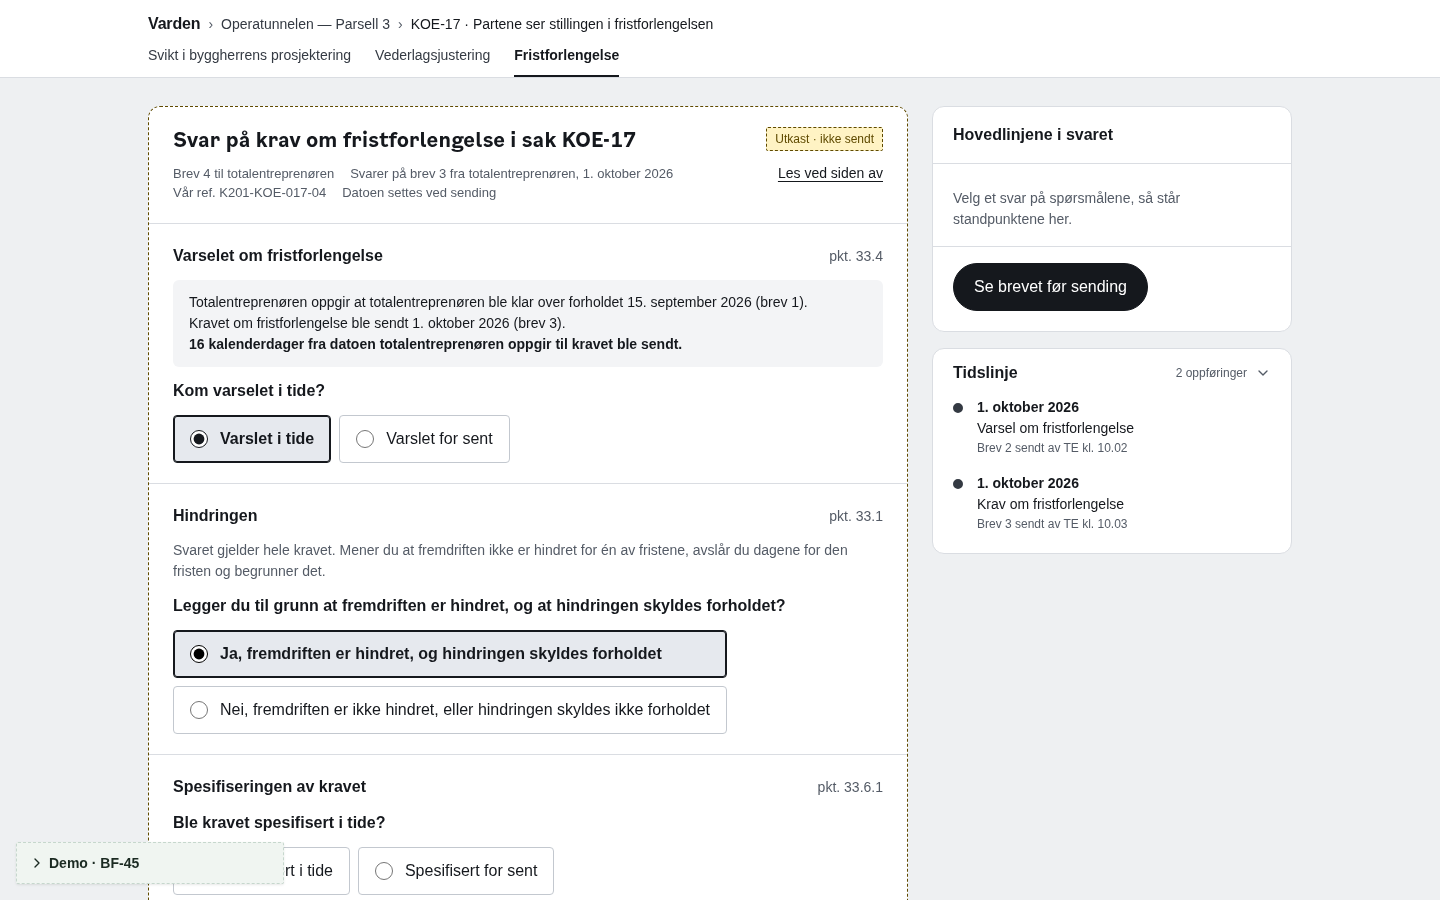 Varden › Operatunnelen — Parsell 3 › KOE-17 · Partene ser stillingen i fristforlengelsen
Svikt i byggherrens prosjektering Vederlagsjustering Fristforlengelse
Svar på krav om fristforlengelse i sak KOE-17
Utkast · ikke sendt
Brev 4 til totalentreprenøren Svarer på brev 3 fra totalentreprenøren, 1. oktober 2026
Les ved siden av
Vår ref. K201-KOE-017-04 Datoen settes ved sending
Varselet om fristforlengelse pkt. 33.4
Totalentreprenøren oppgir at totalentreprenøren ble klar over forholdet 15. september 2026 (brev 1).
Kravet om fristforlengelse ble sendt 1. oktober 2026 (brev 3).
16 kalenderdager fra datoen totalentreprenøren oppgir til kravet ble sendt.
Kom varselet i tide?
Varslet i tide Varslet for sent
Hindringen pkt. 33.1
Svaret gjelder hele kravet. Mener du at fremdriften ikke er hindret for én av fristene, avslår du dagene for den
fristen og begrunner det.
Legger du til grunn at fremdriften er hindret, og at hindringen skyldes forholdet?
Ja, fremdriften er hindret, og hindringen skyldes forholdet
Nei, fremdriften er ikke hindret, eller hindringen skyldes ikke forholdet
Spesifiseringen av kravet pkt. 33.6.1
Ble kravet spesifisert i tide?
rt i tide Spesifisert for sent
Demo · BF-45
Hovedlinjene i svaret
Velg et svar på spørsmålene, så står
standpunktene her.
Se brevet før sending
Tidslinje 2 oppføringer
1. oktober 2026
Varsel om fristforlengelse
Brev 2 sendt av TE kl. 10.02
1. oktober 2026
Krav om fristforlengelse
Brev 3 sendt av TE kl. 10.03